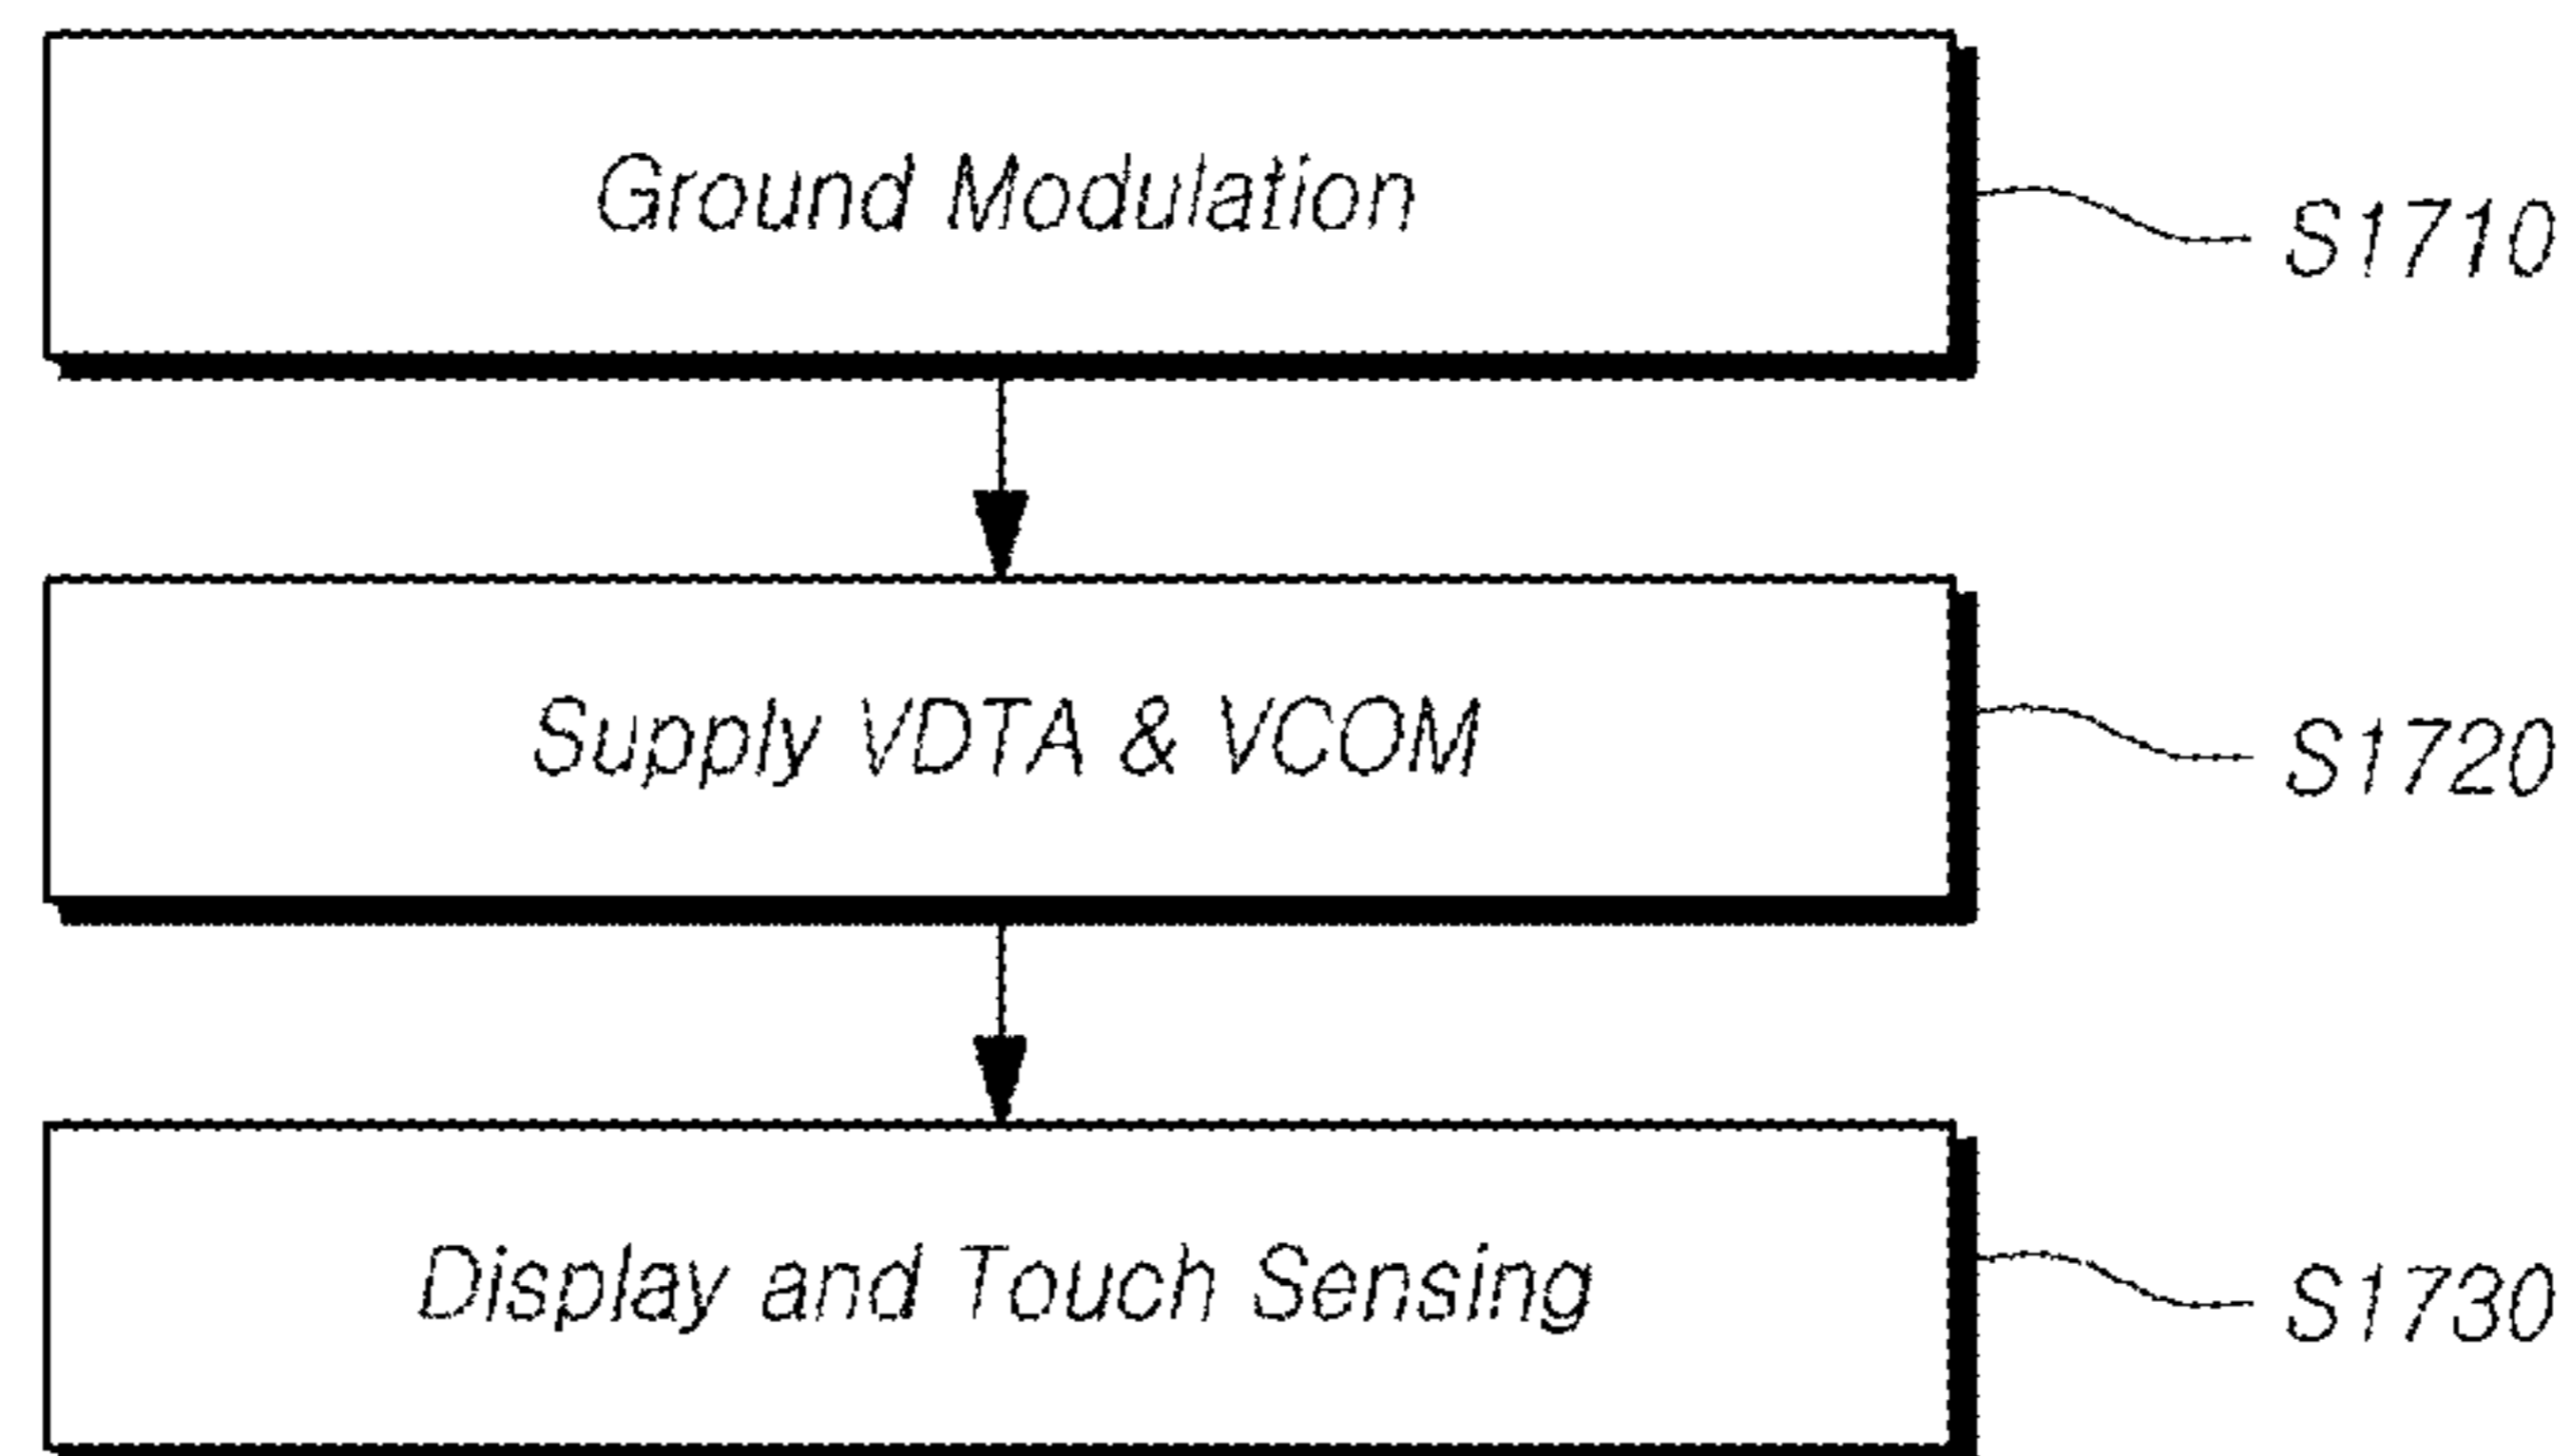 Ground Modulation
S1710
Supply VDTA & VCOM
S1720
Display and Touch Sensing
S1730